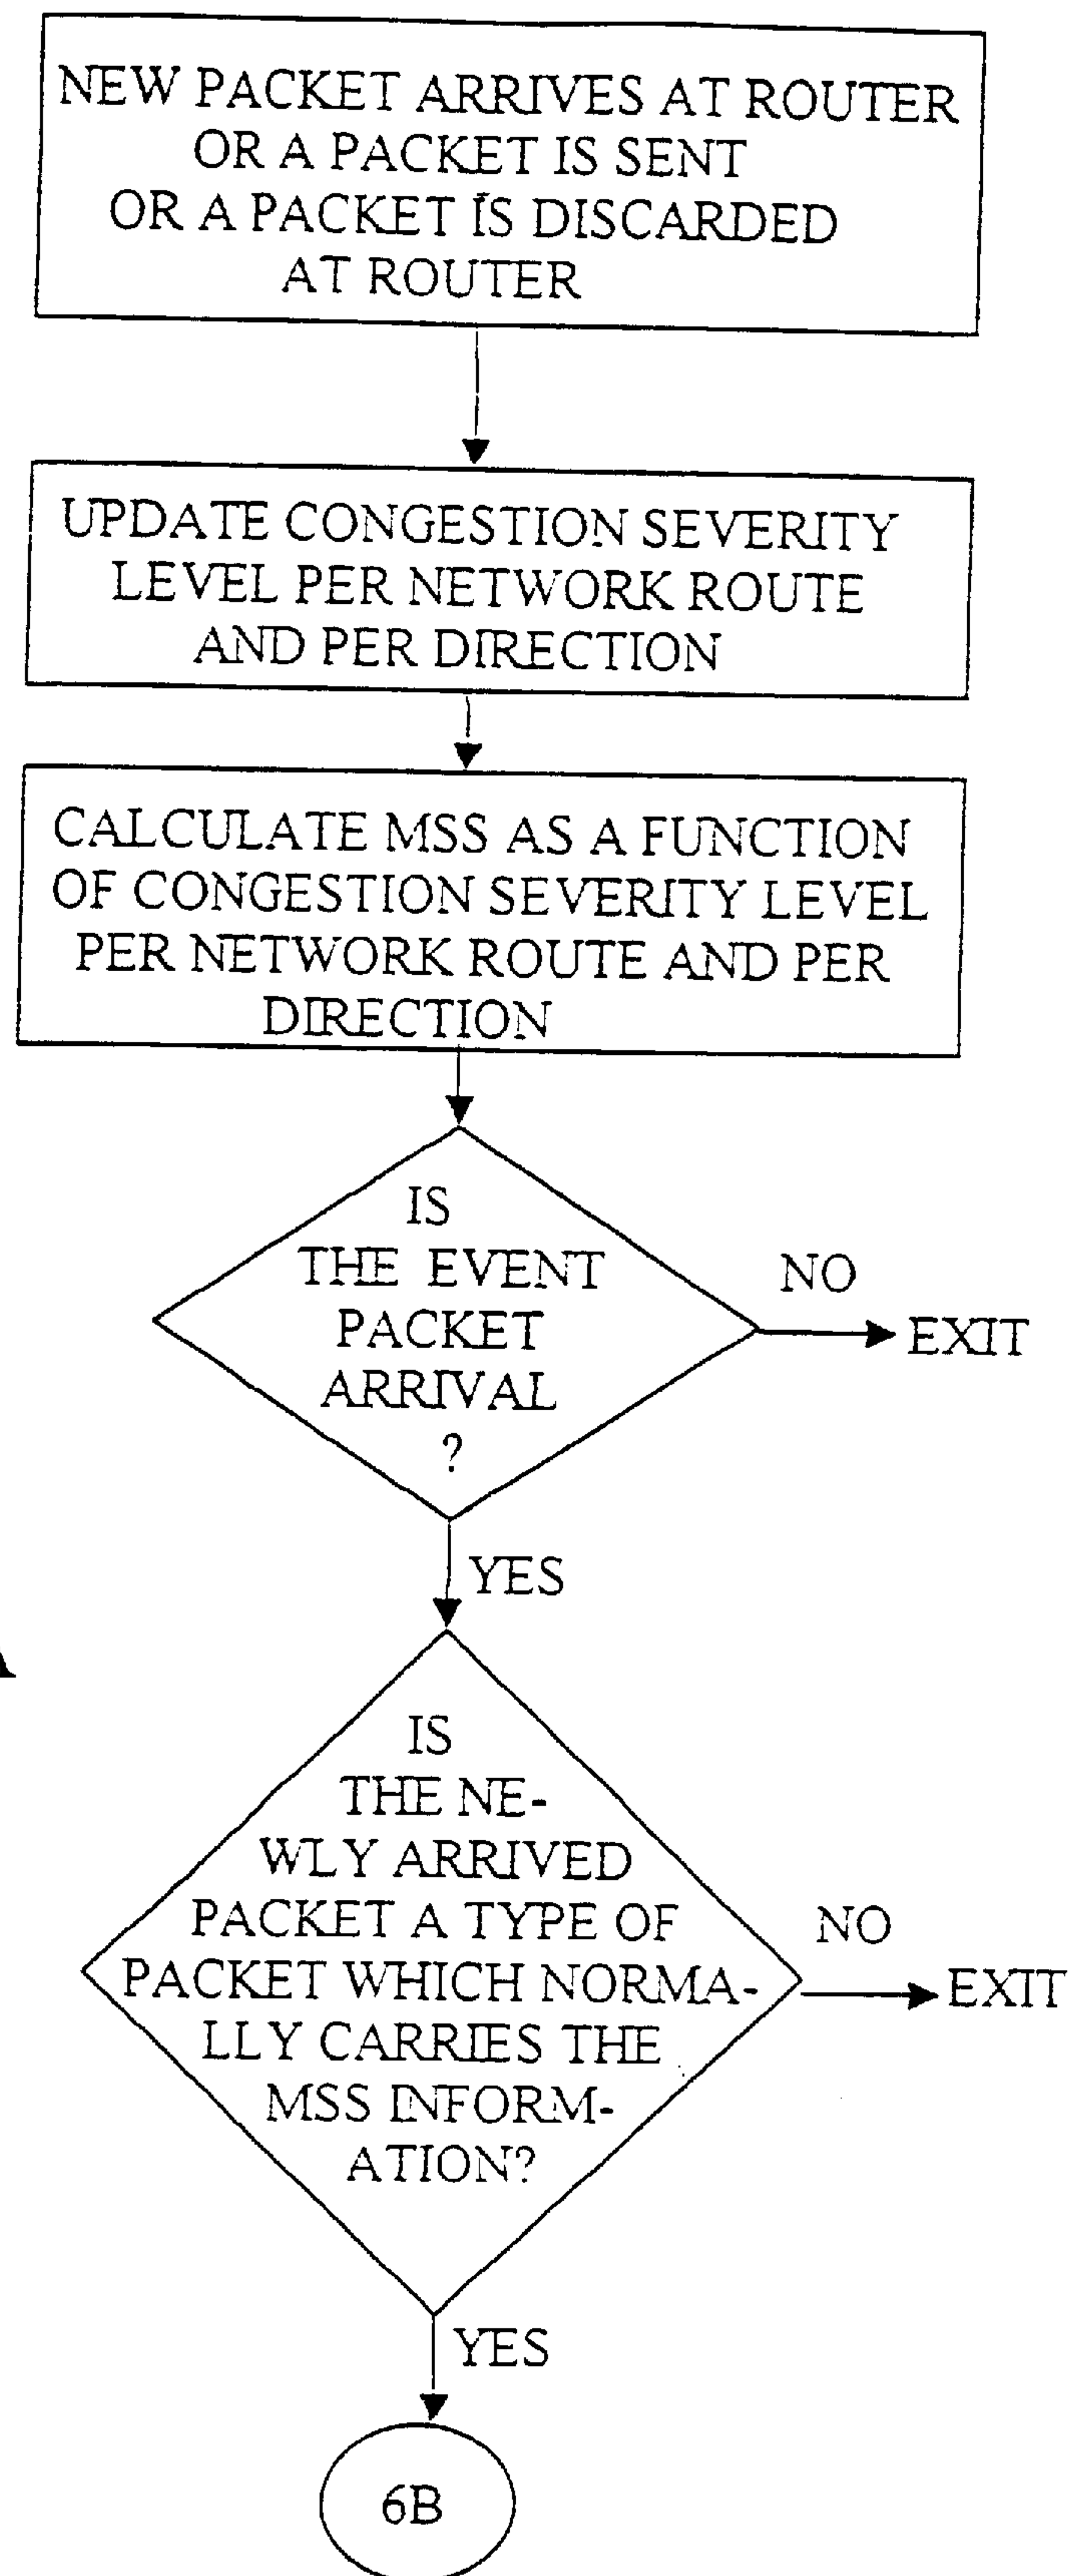 NEW PACKET ARRIVES AT ROUTER
OR A PACKET IS SENT
OR A PACKET IS DISCARDED
AT ROUTER
UPDATE CONGESTION SEVERITY
LEVEL PER NETWORK ROUTE
AND PER DIRECTION
CALCULATE MSS AS A FUNCTION
OF CONGESTION SEVERITY LEVEL
PER NETWORK ROUTE AND PER
DIRECTION
IS
THE EVENT
PACKET
ARRIVAL
?
NO
EXIT
YES
IS
THE NE-
WLY ARRIVED
PACKET A TYPE OF
PACKET WHICH NORMA-
LLY CARRIES THE
MSS INFORM-
ATION?
NO
EXIT
YES
6B